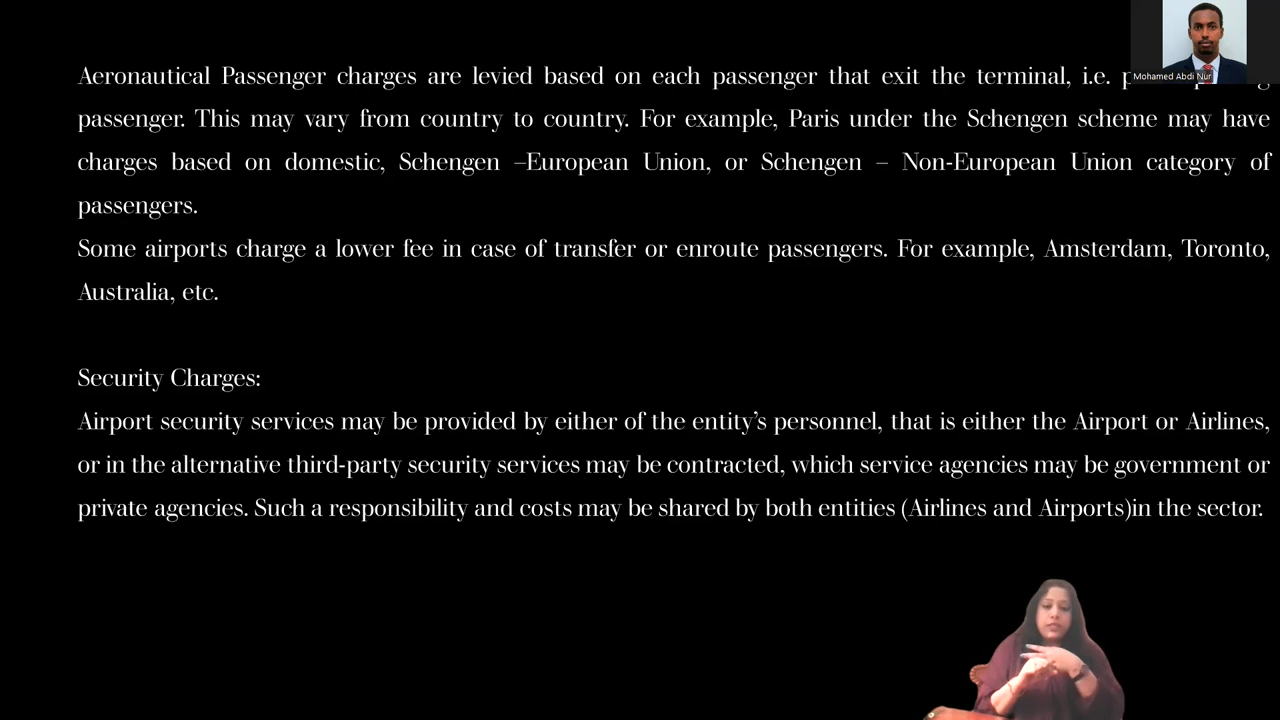 Aeronautical Passenger charges are levied based on each passenger that exit the terminal, i.e.
Mohamed Abdi Nur
passenger. This may vary from country to country. For example, Paris under the Schengen scheme may have
charges based on domestic, Schengen –European Union, or Schengen – Non-European Union category of
passengers.
Some airports charge a lower fee in case of transfer or enroute passengers. For example, Amsterdam, Toronto,
Australia, etc.
Security Charges:
Airport security services may be provided by either of the entity’s personnel, that is either the Airport or Airlines,
or in the alternative third-party security services may be contracted, which service agencies may be government or
private agencies. Such a responsibility and costs may be shared by both entities (Airlines and Airports)in the sector.